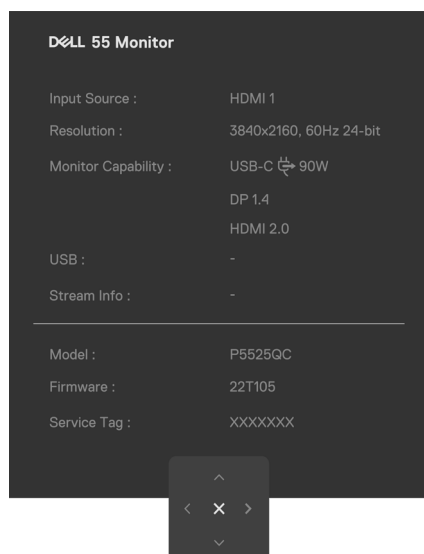 DELL 55 Monitor
Input Source : HDMI 1
Resolution : 3840x2160, 60Hz 24-bit
Monitor Capability : USB-C 90W
DP 1.4
HDMI 2.0
USB : -
Stream Info : -
Model : P5525QC
Firmware : 22T105
Service Tag : XXXXXXX